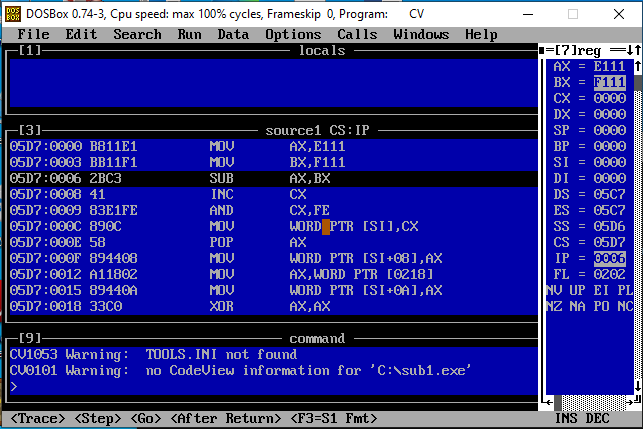 DOSBox 0.74-3, Cpu speed: max 100% cycles, Frameskip 0, Program: CV
File Edit Search Run Data Options Calls Windows Help
[1] locals
[7]reg
AX = E111
BX = F111
CX = 0000
DX = 0000
SP = 0000
BP = 0000
SI = 0000
DI = 0000
DS = 05C7
ES = 05C7
SS = 05D6
CS = 05D7
IP = 0006
FL = 0202
NV UP EI PL
NZ NA PO NC
[3] source1 CS:IP
05D7:0000 B811E1 MOV AX,E111
05D7:0003 BB11F1 MOV BX,F111
05D7:0006 2BC3 SUB AX,BX
05D7:0008 41 INC CX
05D7:0009 83E1FE AND CX,FE
05D7:000C 890C MOV WORD PTR [SI],CX
05D7:000E 58 POP AX
05D7:000F 894408 MOV WORD PTR [SI+08],AX
05D7:0012 A11802 MOV AX,WORD PTR [0218]
05D7:0015 89440A MOV WORD PTR [SI+0A],AX
05D7:0018 33C0 XOR AX,AX
[9] command
CV1053 Warning: TOOLS.INI not found
CV0101 Warning: no CodeView information for 'C:\sub1.exe'
>
<Trace> <Step> <Go> <After Return> <F3=S1 Fmt> INS DEC